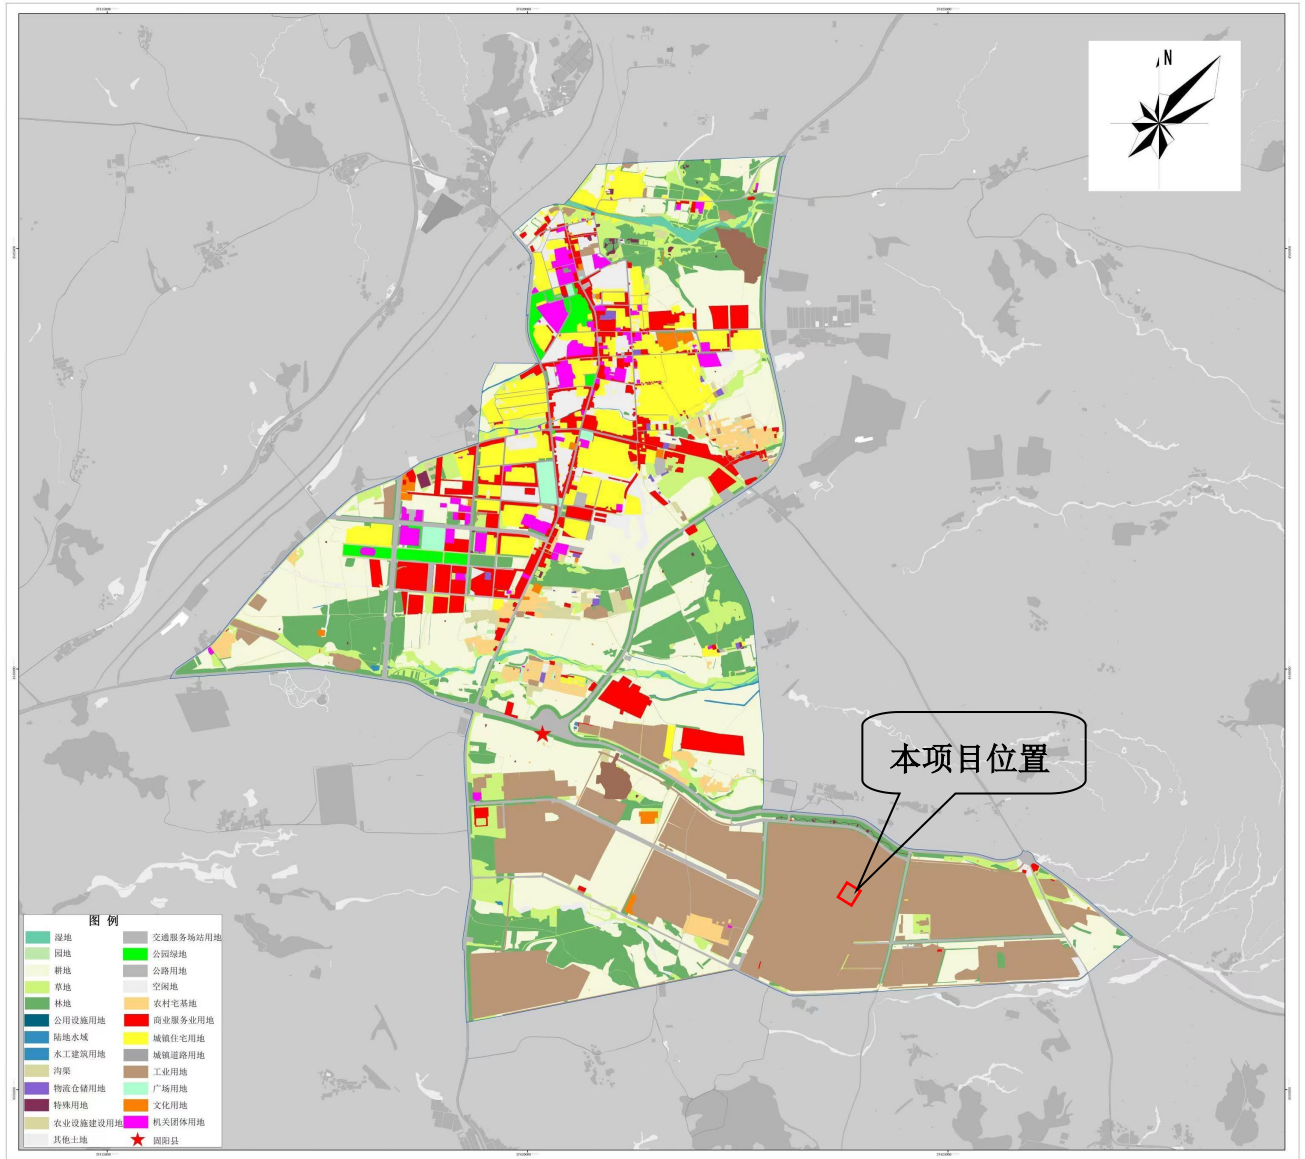 N
本项目位置
图 例
湿地
园地
耕地
草地
林地
公用设施用地
陆地水域
水工建筑用地
沟渠
物流仓储用地
特殊用地
农业设施建设用地
其他土地
交通服务场站用地
公园绿地
公路用地
空闲地
农村宅基地
商业服务业用地
城镇住宅用地
城镇道路用地
工业用地
广场用地
文化用地
机关团体用地
固阳县